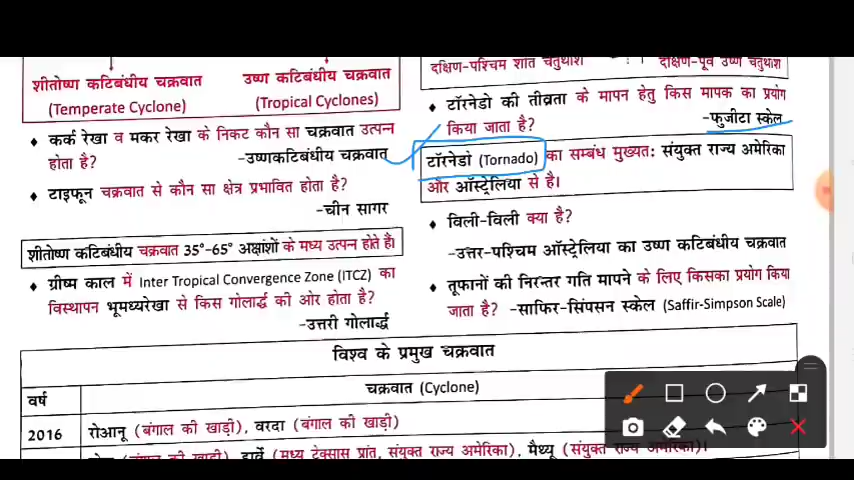 शीतोष्ण कटिबंधीय चक्रवात
(Temperate Cyclone)
उष्ण कटिबंधीय चक्रवात
(Tropical Cyclones)
♦ कर्क रेखा व मकर रेखा के निकट कौन सा चक्रवात उत्पन्न
होता है?
-उष्णकटिबंधीय चक्रवात
♦ टाइफून चक्रवात से कौन सा क्षेत्र प्रभावित होता है?
-चीन सागर
शीतोष्ण कटिबंधीय चक्रवात 35°-65° अक्षांशों के मध्य उत्पन्न होते हैं।
♦ ग्रीष्म काल में Inter Tropical Convergence Zone (ITCZ) का
विस्थापन भूमध्यरेखा से किस गोलार्द्ध की ओर होता है?
-उत्तरी गोलार्द्ध
दक्षिण-पश्चिम शांत चतुर्थांश
दक्षिण-पूर्व उष्ण चतुर्थांश
♦ टॉरनेडो की तीव्रता के मापन हेतु किस मापक का प्रयोग
किया जाता है?
-फुजीटा स्केल
टॉरनेडो (Tornado) का सम्बंध मुख्यतः संयुक्त राज्य अमेरिका
और ऑस्ट्रेलिया से है।
♦ विली-विली क्या है?
-उत्तर-पश्चिम ऑस्ट्रेलिया का उष्ण कटिबंधीय चक्रवात
♦ तूफानों की निरन्तर गति मापने के लिए किसका प्रयोग किया
जाता है? -साफिर-सिंपसन स्केल (Saffir-Simpson Scale)
विश्व के प्रमुख चक्रवात
वर्ष
चक्रवात (Cyclone)
2016
रोआनू (बंगाल की खाड़ी), वरदा (बंगाल की खाड़ी)
(बंगाल की खाड़ी), हार्वे (मध्य टेक्सास प्रांत, संयुक्त राज्य अमेरिका), मैथ्यू (संयुक्त राज्य अमेरिका)।